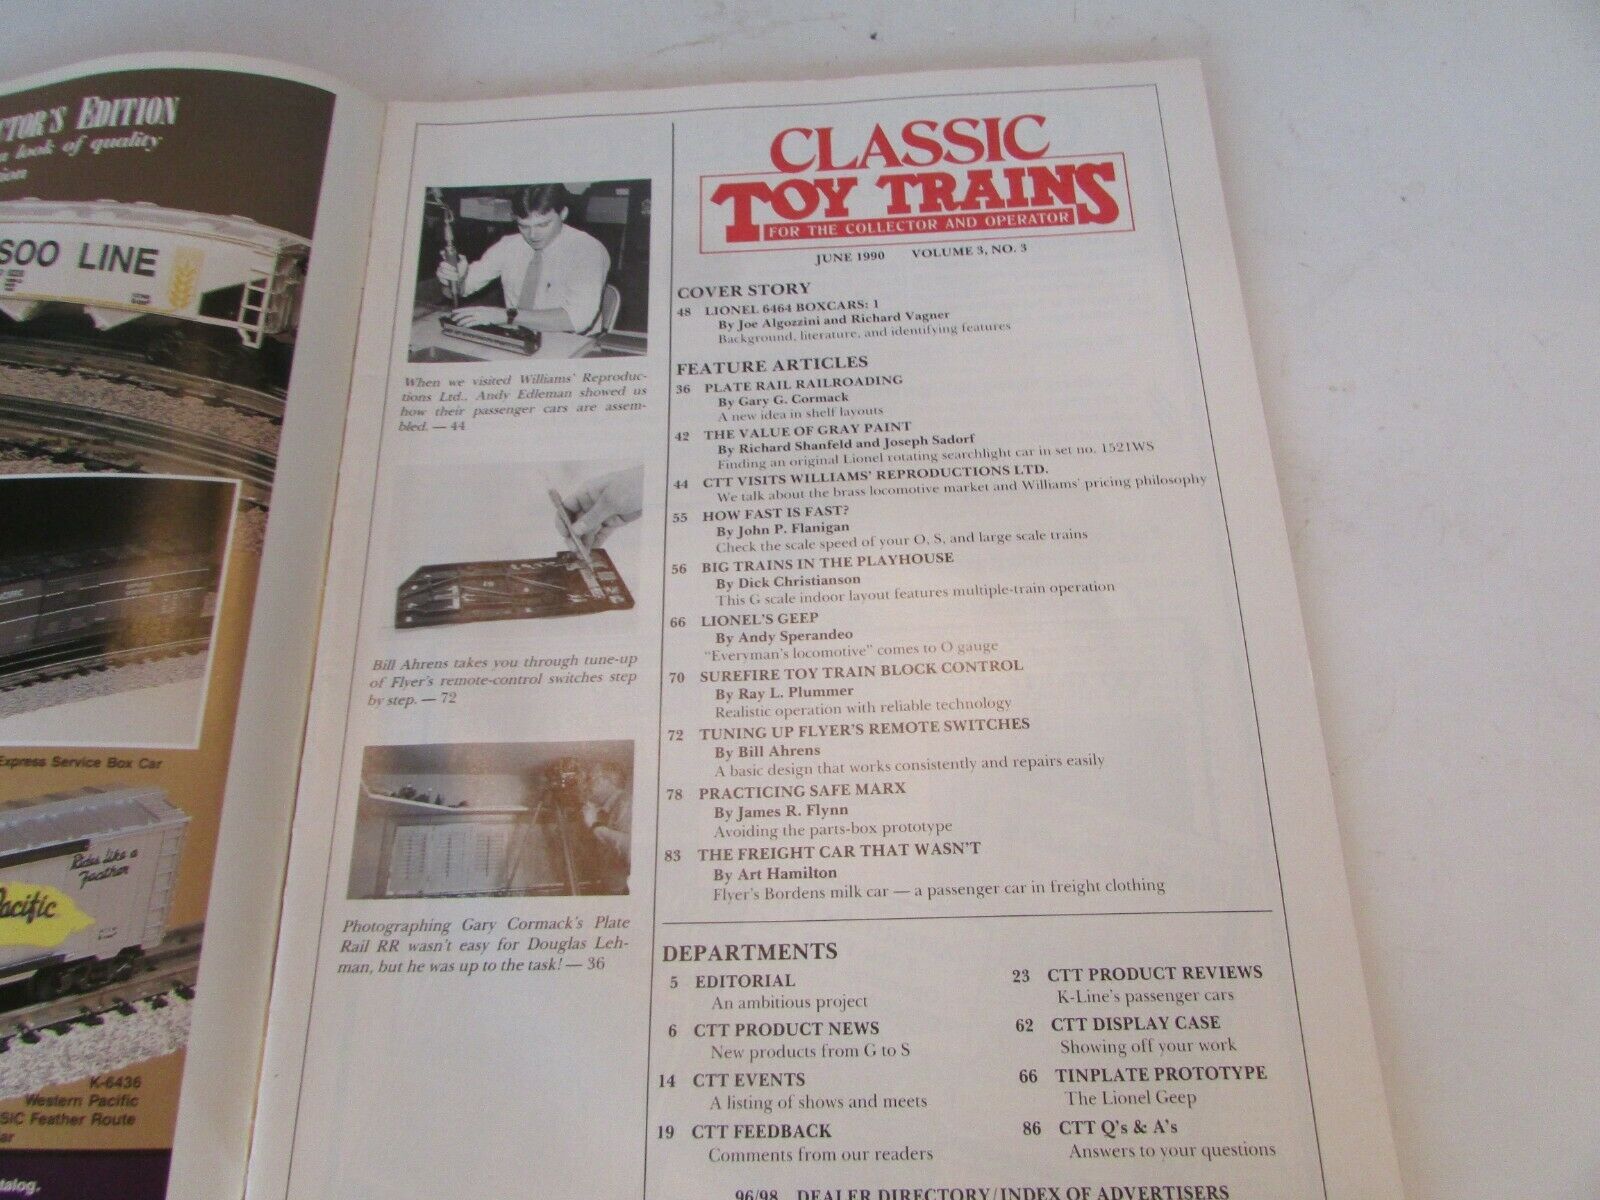 TOR'S EDITION
a look of quality
SOO LINE
Express Service Box Car
Rides like a
Feather
Pacific
K-6436
Western Pacific
Feather Route
talog.
When we visited Williams' Reproduc-
tions Ltd., Andy Edleman showed us
how their passenger cars are assem-
bled. — 44
Bill Ahrens takes you through tune-up
of Flyer's remote-control switches step
by step. — 72
Photographing Gary Cormack's Plate
Rail RR wasn't easy for Douglas Leh-
man, but he was up to the task! — 36
CLASSIC
TOY TRAINS
FOR THE COLLECTOR AND OPERATOR
JUNE 1990 VOLUME 3, NO. 3
COVER STORY
48 LIONEL 6464 BOXCARS: 1
By Joe Algozzini and Richard Vagner
Background, literature, and identifying features
FEATURE ARTICLES
36 PLATE RAIL RAILROADING
By Gary G. Cormack
A new idea in shelf layouts
42 THE VALUE OF GRAY PAINT
By Richard Shanfeld and Joseph Sadorf
Finding an original Lionel rotating searchlight car in set no. 1521WS
44 CTT VISITS WILLIAMS' REPRODUCTIONS LTD.
We talk about the brass locomotive market and Williams' pricing philosophy
55 HOW FAST IS FAST?
By John P. Flanigan
Check the scale speed of your O, S, and large scale trains
56 BIG TRAINS IN THE PLAYHOUSE
By Dick Christianson
This G scale indoor layout features multiple-train operation
66 LIONEL'S GEEP
By Andy Sperandeo
"Everyman's locomotive" comes to O gauge
70 SUREFIRE TOY TRAIN BLOCK CONTROL
By Ray L. Plummer
Realistic operation with reliable technology
72 TUNING UP FLYER'S REMOTE SWITCHES
By Bill Ahrens
A basic design that works consistently and repairs easily
78 PRACTICING SAFE MARX
By James R. Flynn
Avoiding the parts-box prototype
83 THE FREIGHT CAR THAT WASN'T
By Art Hamilton
Flyer's Bordens milk car — a passenger car in freight clothing
DEPARTMENTS
5 EDITORIAL
An ambitious project
6 CTT PRODUCT NEWS
New products from G to S
14 CTT EVENTS
A listing of shows and meets
19 CTT FEEDBACK
Comments from our readers
23 CTT PRODUCT REVIEWS
K-Line's passenger cars
62 CTT DISPLAY CASE
Showing off your work
66 TINPLATE PROTOTYPE
The Lionel Geep
86 CTT Q's & A's
Answers to your questions
96/98 DEALER DIRECTORY/INDEX OF ADVERTISERS